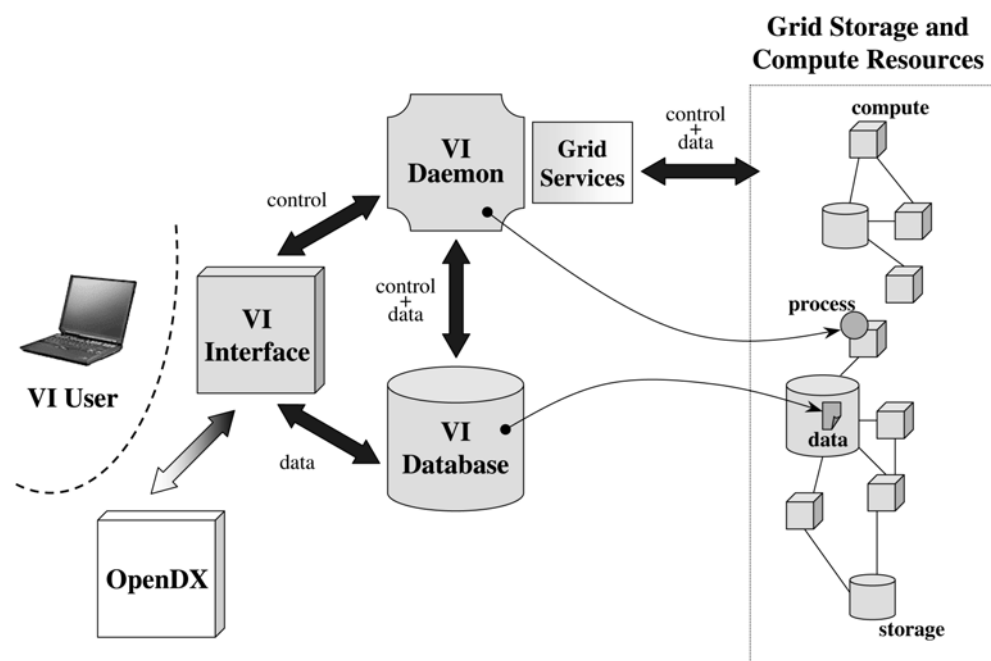 Grid Storage and
Compute Resources
compute
control
+
data
VI
Daemon
Grid
Services
control
control
+
data
process
VI
Interface
VI User
VI
Database
data
data
OpenDX
storage